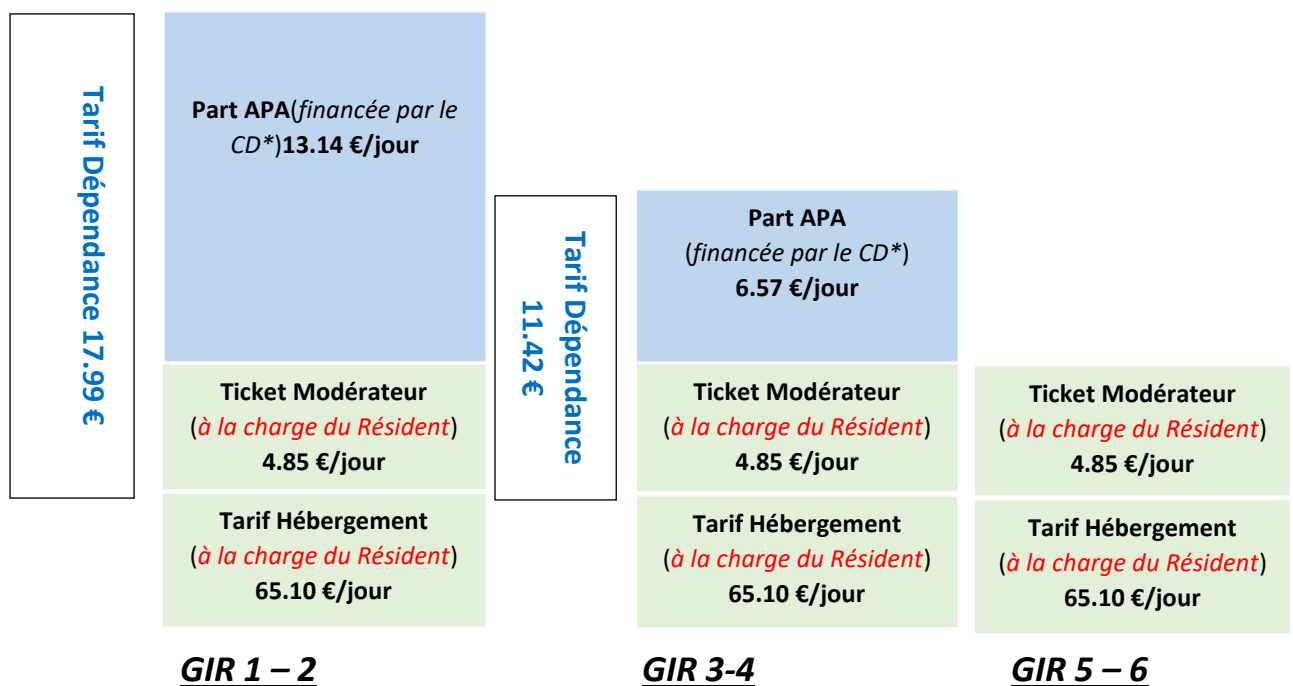 Tarif Dépendance 17.99 €
Part APA(financée par le
CD*)13.14 €/jour
Ticket Modérateur
(à la charge du Résident)
4.85 €/jour
Tarif Hébergement
(à la charge du Résident)
65.10 €/jour
GIR 1 – 2
Tarif Dépendance
11.42 €
Part APA
(financée par le CD*)
6.57 €/jour
Ticket Modérateur
(à la charge du Résident)
4.85 €/jour
Tarif Hébergement
(à la charge du Résident)
65.10 €/jour
GIR 3-4
Ticket Modérateur
(à la charge du Résident)
4.85 €/jour
Tarif Hébergement
(à la charge du Résident)
65.10 €/jour
GIR 5 – 6